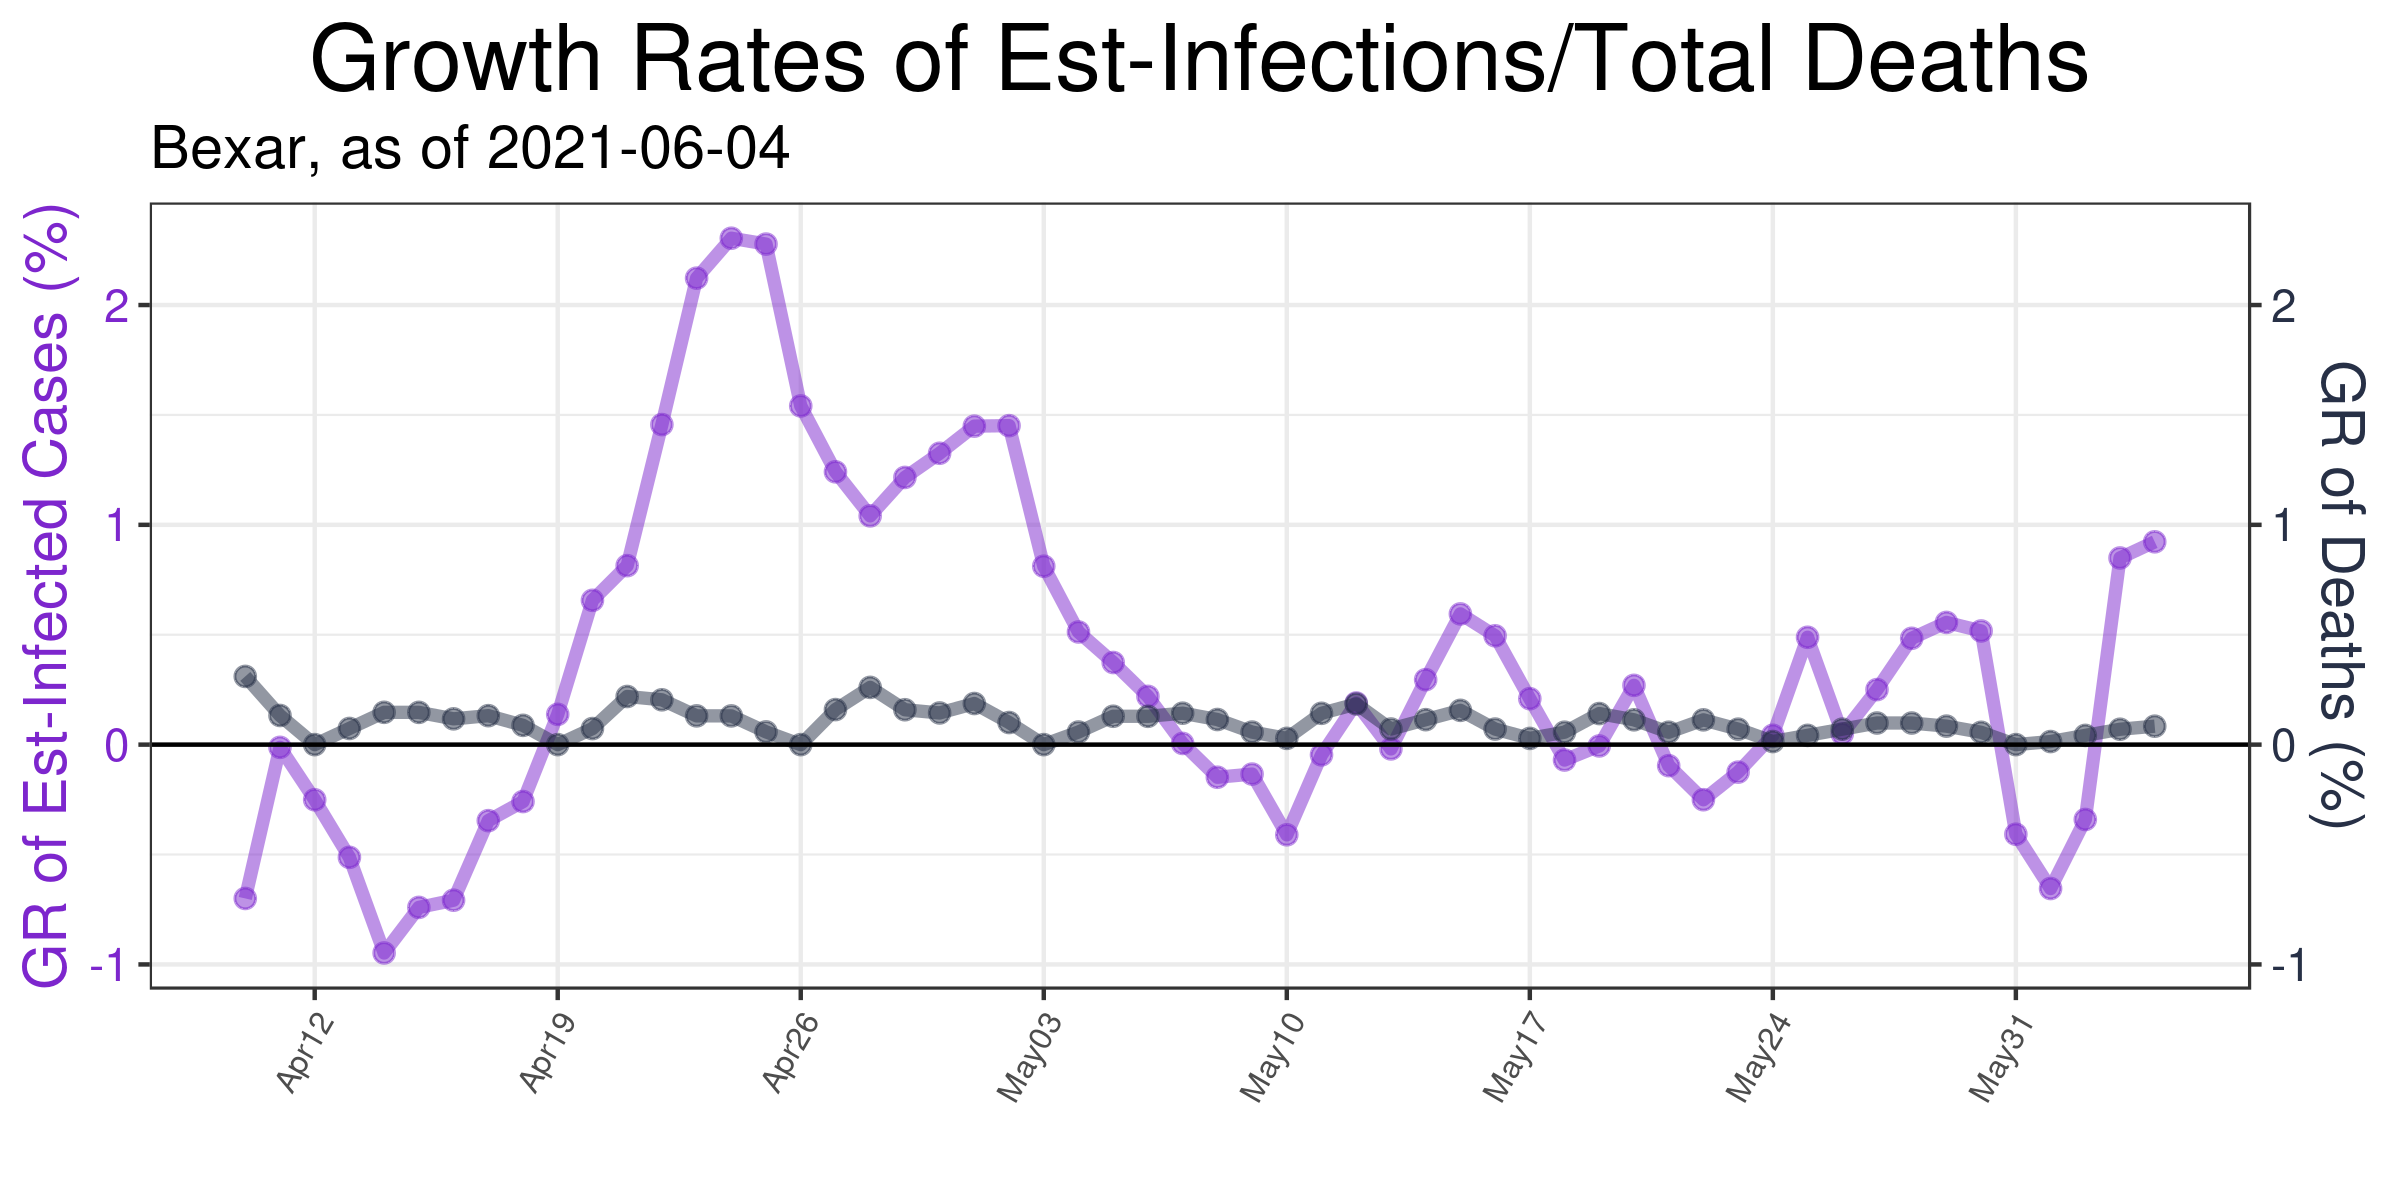 Growth Rates of Est-Infections/Total Deaths
Bexar, as of 2021-06-04
GR of Est-Infected Cases (%)
2
1
0
-1
2
1
0
-1
GR of Deaths (%)
Apr12
Apr19
Apr26
May03
May10
May17
May24
May31